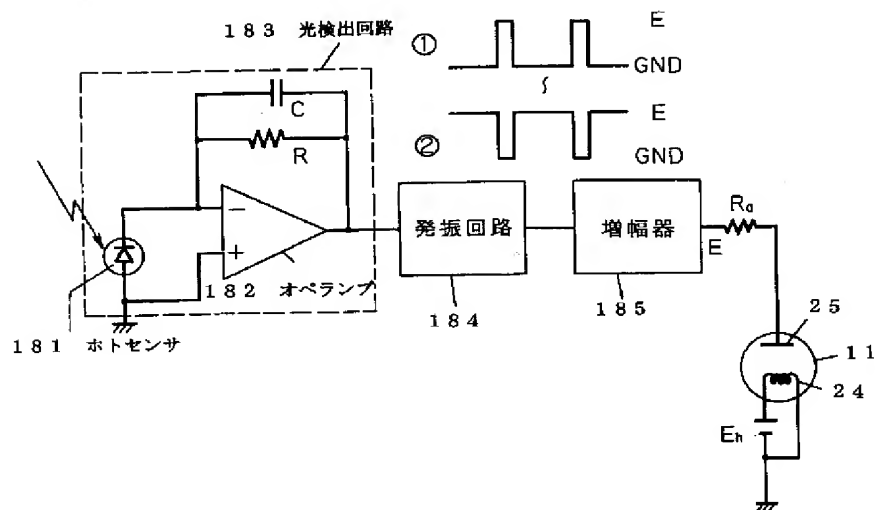 183 光検出回路
① E
GND
C
R
② E
GND
−
+
182 オペランプ
発振回路
増幅器
E
Ra
184
185
181 ホトセンサ
25
11
24
Eh